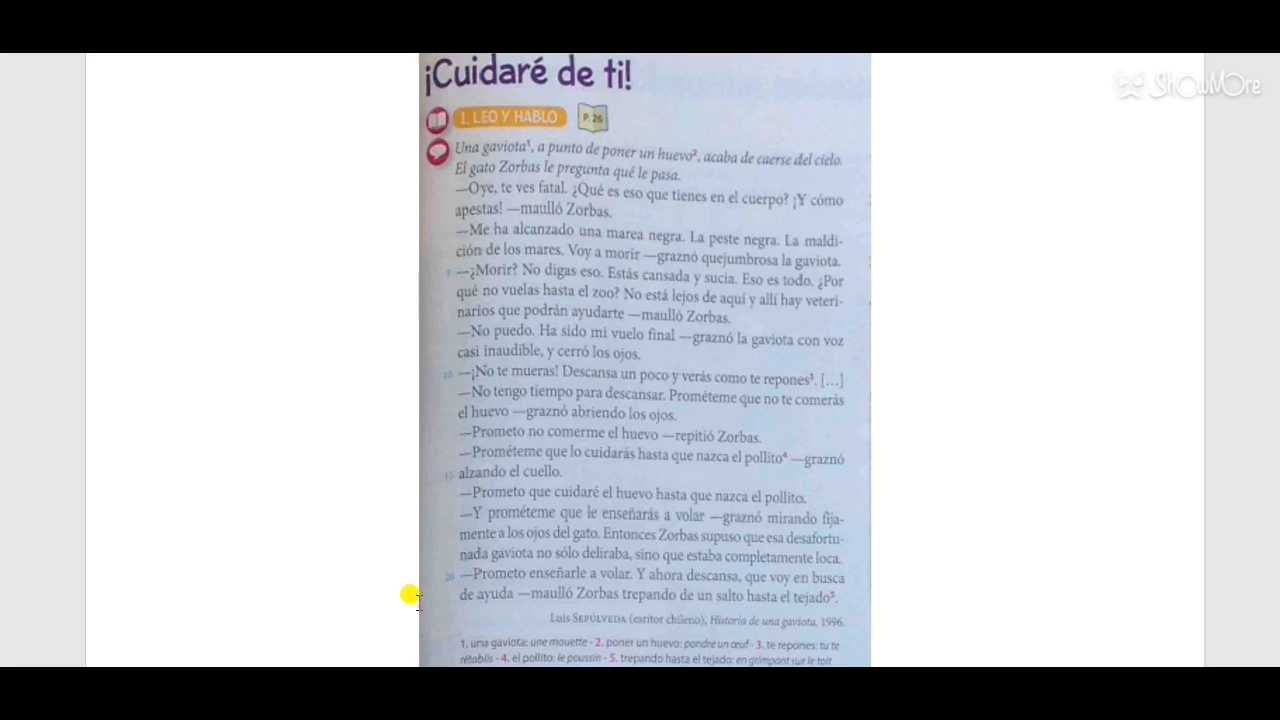 ¡Cuidaré de ti!
ShowMore
1. LEO Y HABLO
P. 26
Una gaviota¹, a punto de poner un huevo², acaba de caerse del cielo.
El gato Zorbas le pregunta qué le pasa.
—Oye, te ves fatal. ¿Qué es eso que tienes en el cuerpo? ¡Y cómo
apestas! —maulló Zorbas.
—Me ha alcanzado una marea negra. La peste negra. La maldi-
ción de los mares. Voy a morir —graznó quejumbrosa la gaviota.
5 —¿Morir? No digas eso. Estás cansada y sucia. Eso es todo. ¿Por
qué no vuelas hasta el zoo? No está lejos de aquí y allí hay veteri-
narios que podrán ayudarte —maulló Zorbas.
—No puedo. Ha sido mi vuelo final —graznó la gaviota con voz
casi inaudible, y cerró los ojos.
10 —¡No te mueras! Descansa un poco y verás como te repones³. [...]
—No tengo tiempo para descansar. Prométeme que no te comerás
el huevo —graznó abriendo los ojos.
—Prometo no comerme el huevo —repitió Zorbas.
—Prométeme que lo cuidarás hasta que nazca el pollito⁴ —graznó
15 alzando el cuello.
—Prometo que cuidaré el huevo hasta que nazca el pollito.
—Y prométeme que le enseñarás a volar —graznó mirando fija-
mente a los ojos del gato. Entonces Zorbas supuso que esa desafortu-
nada gaviota no sólo deliraba, sino que estaba completamente loca.
20 —Prometo enseñarle a volar. Y ahora descansa, que voy en busca
de ayuda —maulló Zorbas trepando de un salto hasta el tejado⁵.
Luis SEPÚLVEDA (esritor chileno), Historia de una gaviota, 1996.
1. una gaviota: une mouette - 2. poner un huevo: pondre un œuf - 3. te repones: tu te
rétablis - 4. el pollito: le poussin - 5. trepando hasta el tejado: en grimpant sur le toit